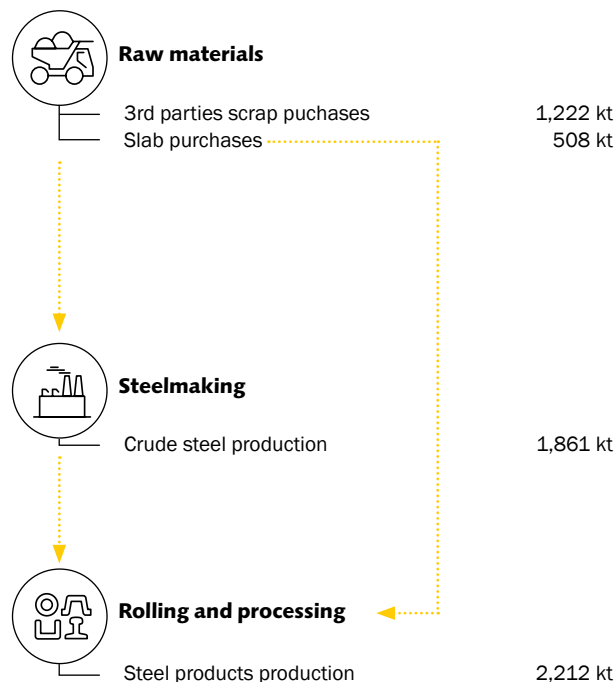 Raw materials
3rd parties scrap puchases 1,222 kt
Slab purchases 508 kt
Steelmaking
Crude steel production 1,861 kt
Rolling and processing
Steel products production 2,212 kt